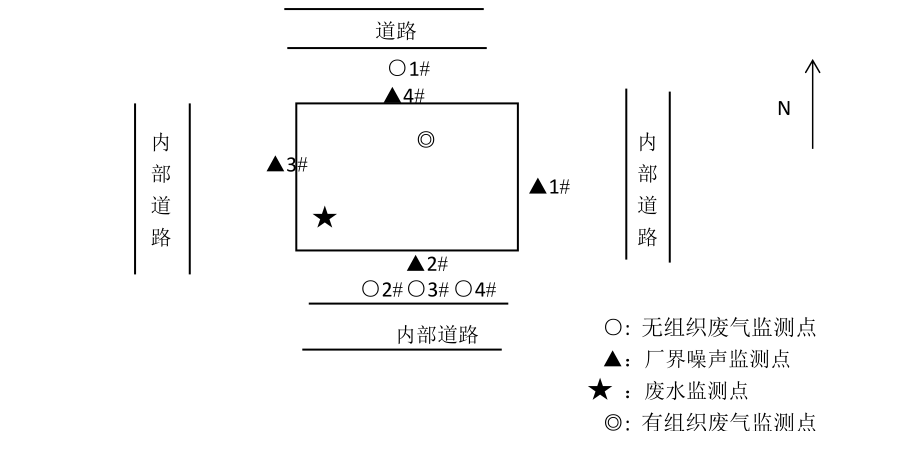 道路
○1#
▲4#
N
内部道路
▲3#
◎
▲1#
内部道路
★
▲2#
○2# ○3# ○4#
内部道路
○: 无组织废气监测点
▲: 厂界噪声监测点
★: 废水监测点
◎: 有组织废气监测点